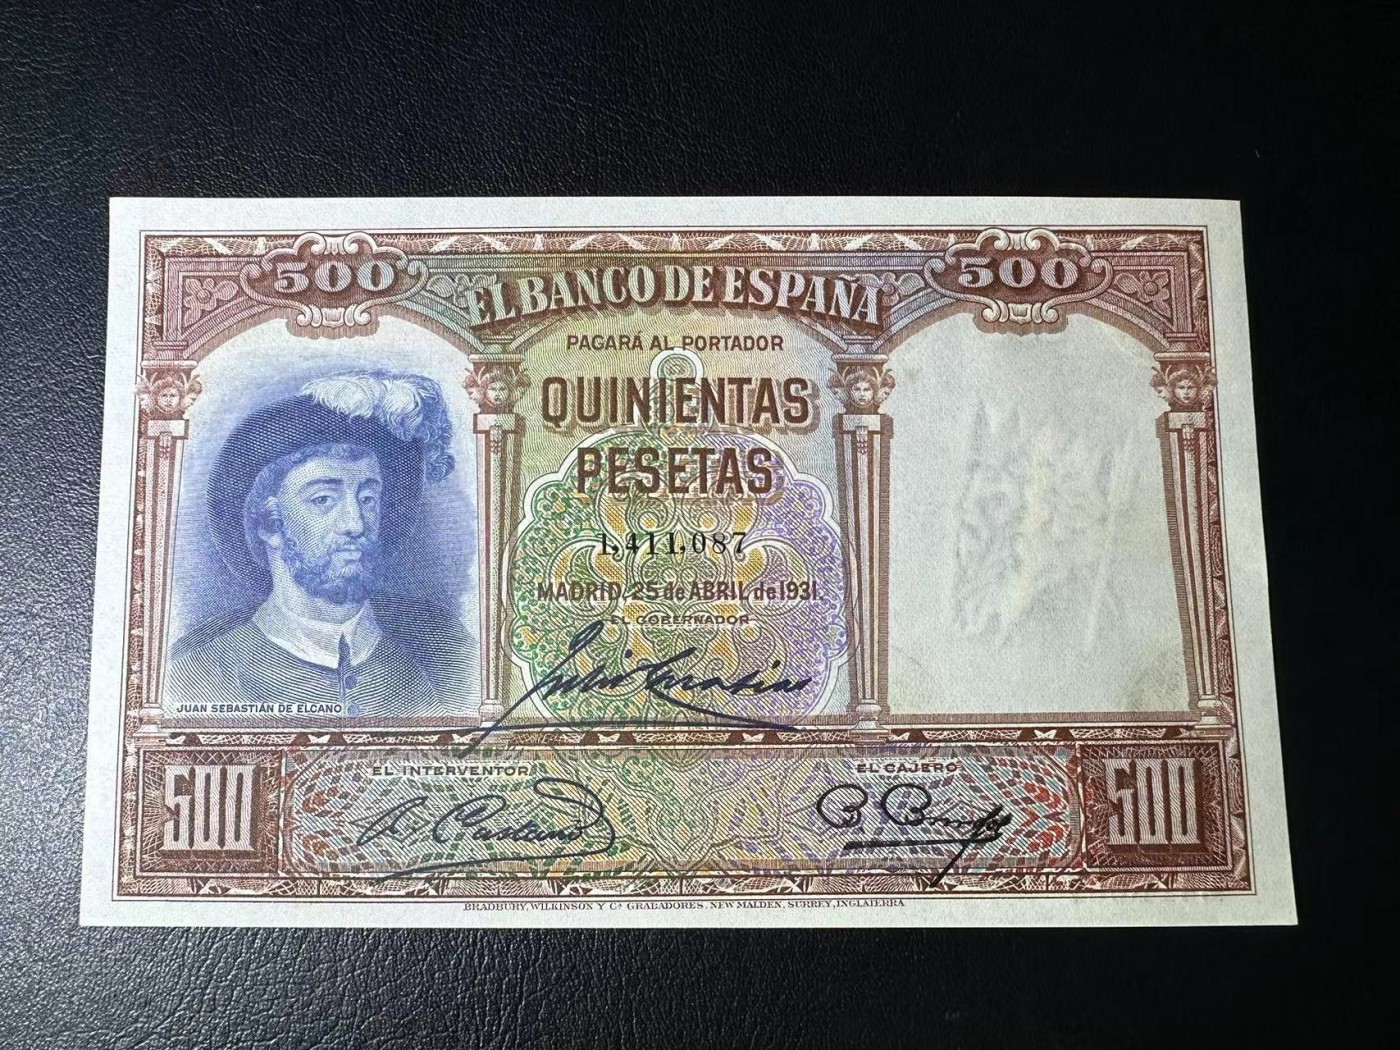 500 EL BANCO DE ESPAÑA 500
PAGARÁ AL PORTADOR
QUINIENTAS
PESETAS
1,411,087
MADRID, 25 de ABRIL de 1931.
EL GOBERNADOR
JUAN SEBASTIÁN DE ELCANO
500 EL INTERVENTOR EL CAJERO 500
BRADBURY, WILKINSON Y Cª GRABADORES, NEW MALDEN, SURREY, INGLATERRA